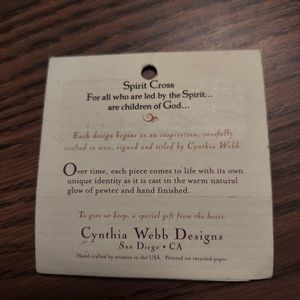 Spirit Cross
For all who are led by the Spirit...
are children of God...
Each design begins as an inspiration, carefully
crafted in wax, signed and titled by Cynthia Webb.
Over time, each piece comes to life with its own
unique identity as it is cast in the warm natural
glow of pewter and hand finished.
To give or keep, a special gift from the heart.
Cynthia Webb Designs
San Diego • CA
Hand crafted by artisans in the USA. Printed on recycled paper